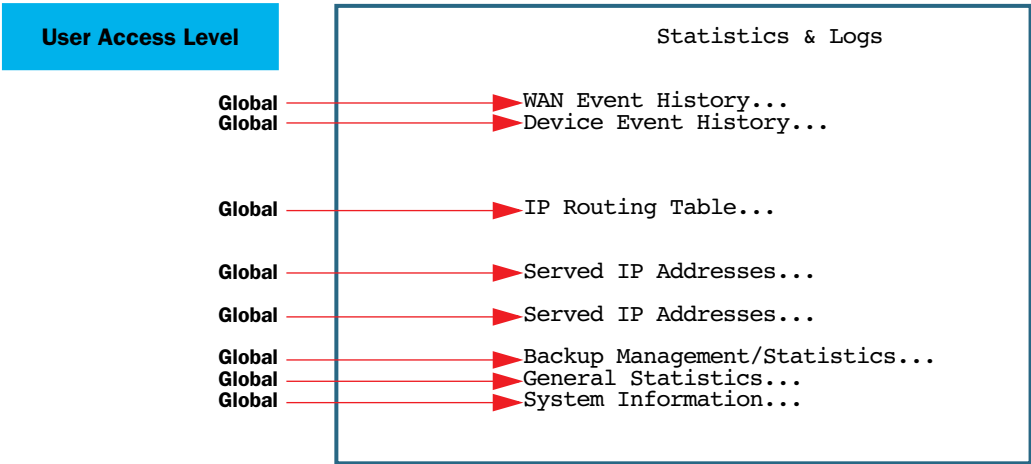 User Access Level
Statistics & Logs
Global WAN Event History...
Global Device Event History...
Global IP Routing Table...
Global Served IP Addresses...
Global Served IP Addresses...
Global Backup Management/Statistics...
Global General Statistics...
Global System Information...